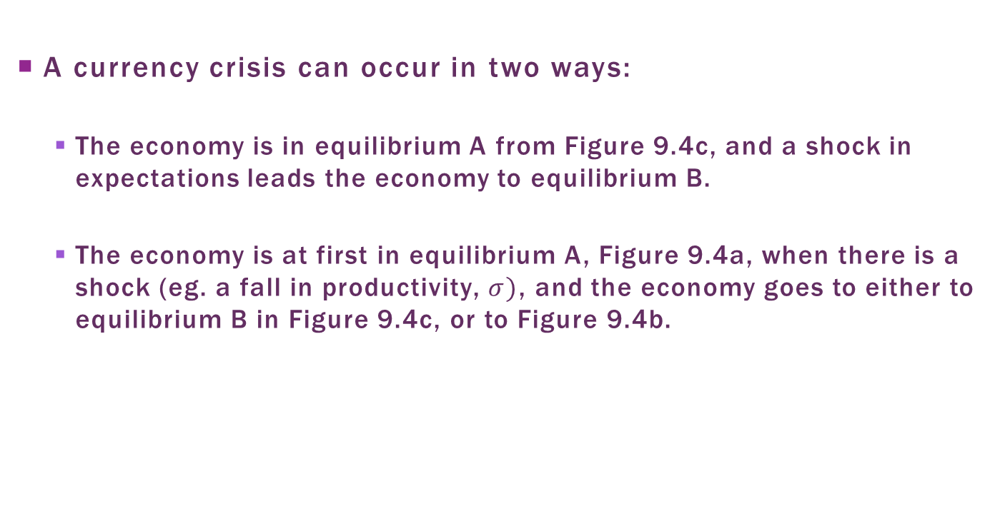 A currency crisis can occur in two ways:
The economy is in equilibrium A from Figure 9.4c, and a shock in
expectations leads the economy to equilibrium B.
The economy is at first in equilibrium A, Figure 9.4a, when there is a
shock (eg. a fall in productivity, 𝜎), and the economy goes to either to
equilibrium B in Figure 9.4c, or to Figure 9.4b.